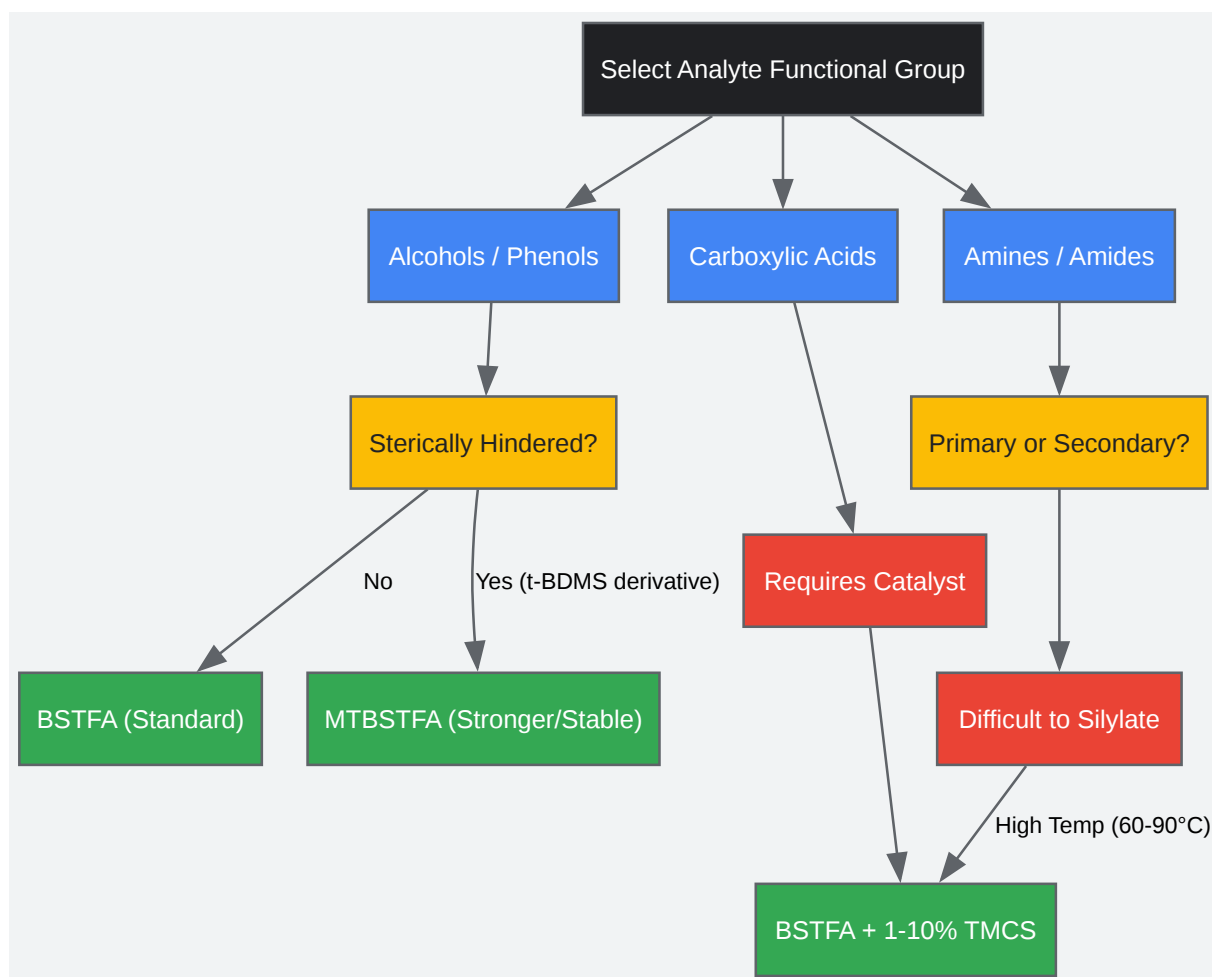 Select Analyte Functional Group
Alcohols / Phenols
Carboxylic Acids
Amines / Amides
Sterically Hindered?
Primary or Secondary?
Requires Catalyst
No
Yes (t-BDMS derivative)
BSTFA (Standard)
MTBSTFA (Stronger/Stable)
Difficult to Silylate
High Temp (60-90°C)
BSTFA + 1-10% TMCS